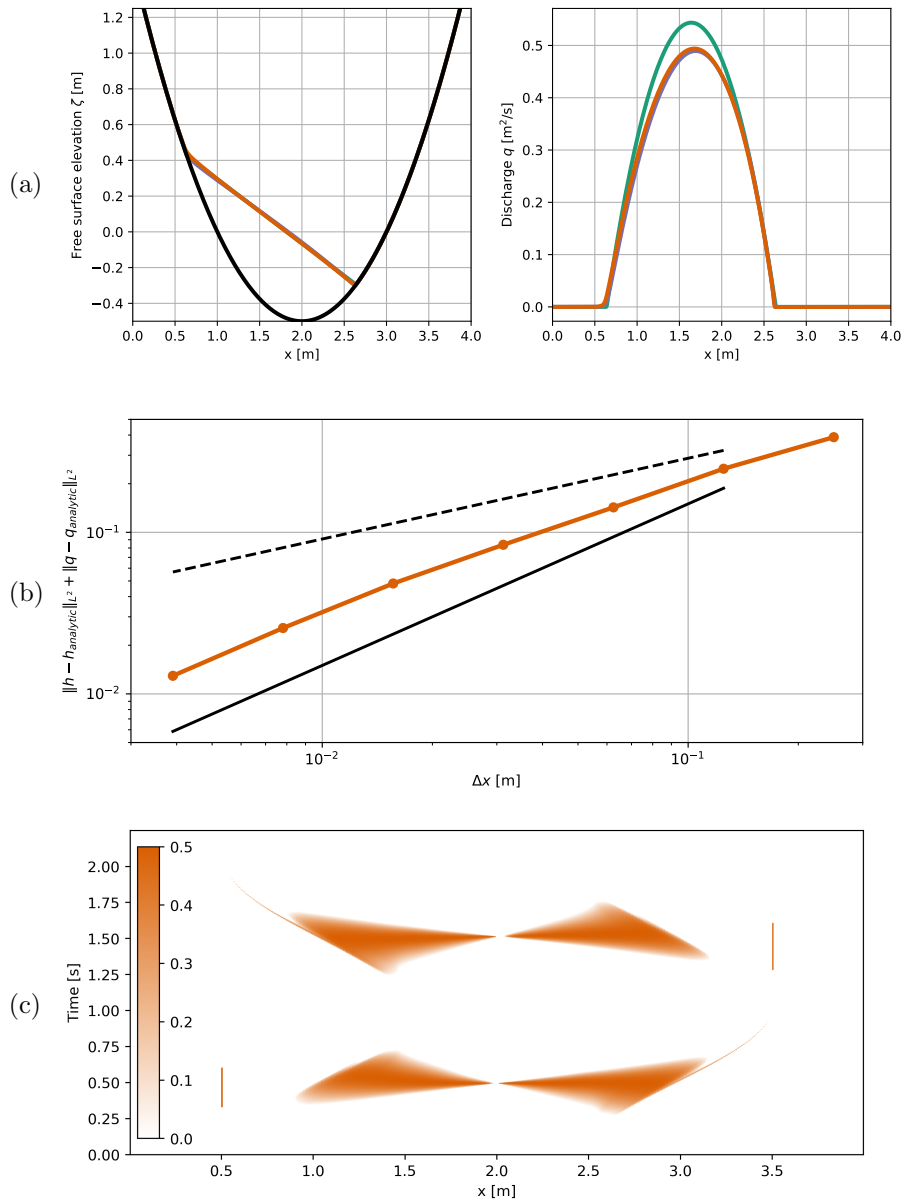 (a)
Free surface elevation ζ [m]
1.2
1.0
0.8
0.6
0.4
0.2
0.0
−0.2
−0.4
0.0 0.5 1.0 1.5 2.0 2.5 3.0 3.5 4.0
x [m]
Discharge q [m²/s]
0.5
0.4
0.3
0.2
0.1
0.0
0.0 0.5 1.0 1.5 2.0 2.5 3.0 3.5 4.0
x [m]
(b)
‖h − h_{analytic}‖_{L²} + ‖q − q_{analytic}‖_{L²}
10⁻¹
10⁻²
10⁻² 10⁻¹
Δx [m]
(c)
Time [s]
2.00
1.75
1.50
1.25
1.00
0.75
0.50
0.25
0.00
0.5
0.4
0.3
0.2
0.1
0.0
0.5 1.0 1.5 2.0 2.5 3.0 3.5
x [m]